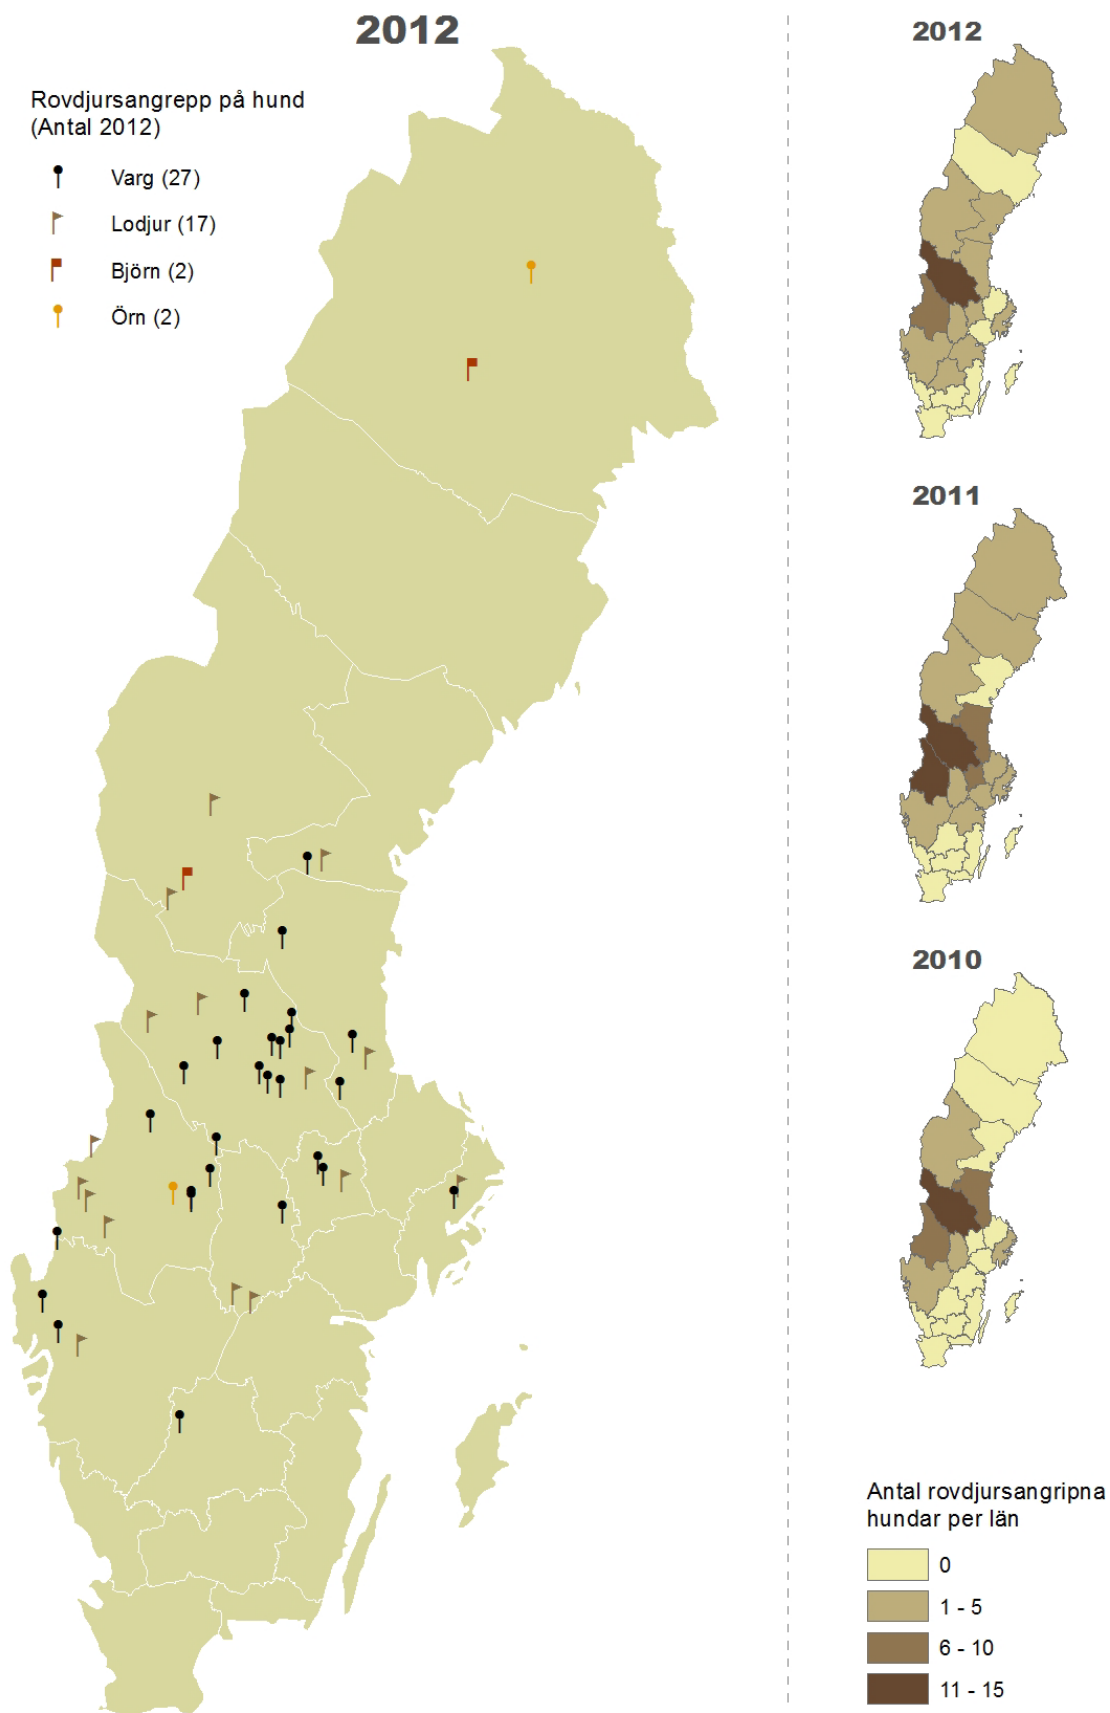 2012
Rovdjursangrepp på hund
(Antal 2012)
Varg (27)
Lodjur (17)
Björn (2)
Örn (2)
2012
2011
2010
Antal rovdjursangripna
hundar per län
0
1 - 5
6 - 10
11 - 15